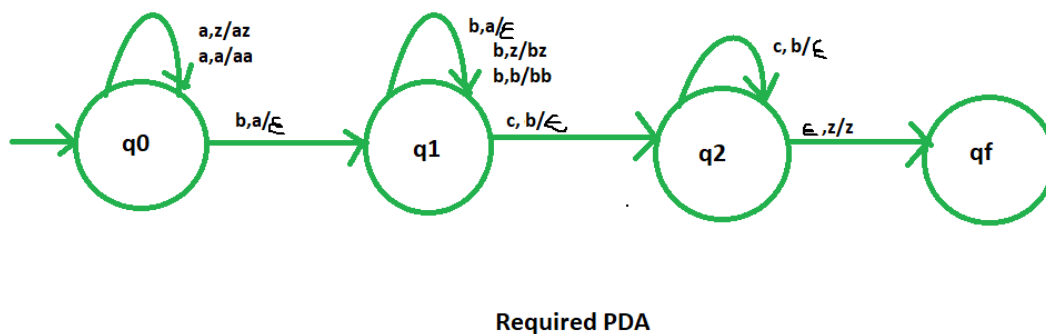 a,z/az
a,a/aa
b,a/ε
b,z/bz
b,b/bb
c, b/ε
b,a/ε
c, b/ε,
ε ,z/z
q0
q1
q2
qf
Required PDA